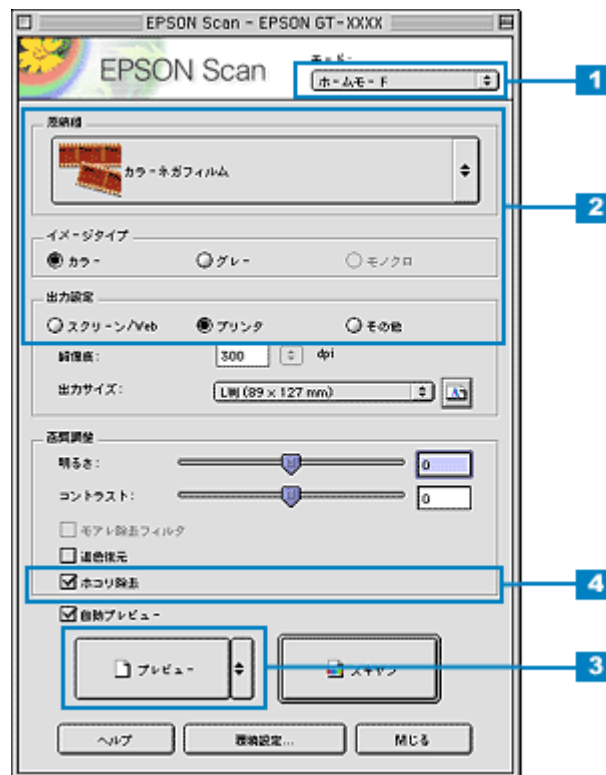 EPSON Scan - EPSON GT-XXXX
EPSON Scan
モード:
ホームモード
1
原稿種
カラーネガフィルム
2
イメージタイプ
カラー
グレー
モノクロ
出力設定
スクリーン/Web
プリンタ
その他
解像度:
300
dpi
出力サイズ:
L判 (89 × 127 mm)
画質調整
明るさ:
0
コントラスト:
0
モアレ除去フィルタ
退色復元
ホコリ除去
4
自動プレビュー
プレビュー
スキャン
3
ヘルプ
環境設定...
閉じる